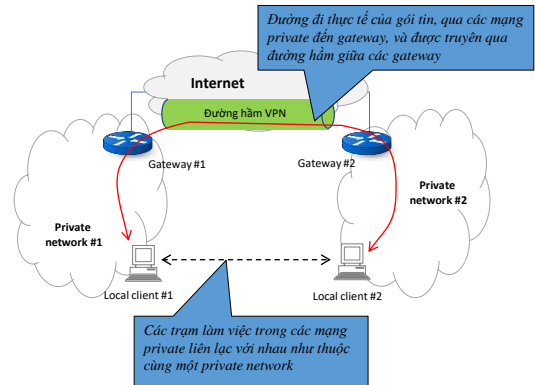 Đường đi thực tế của gói tin, qua các mạng
private đến gateway, và được truyền qua
đường hầm giữa các gateway
Internet
Đường hầm VPN
Gateway #1
Gateway #2
Private
network #2
Private
network #1
Local client #1
Local client #2
Các trạm làm việc trong các mạng
private liên lạc với nhau như thuộc
cùng một private network